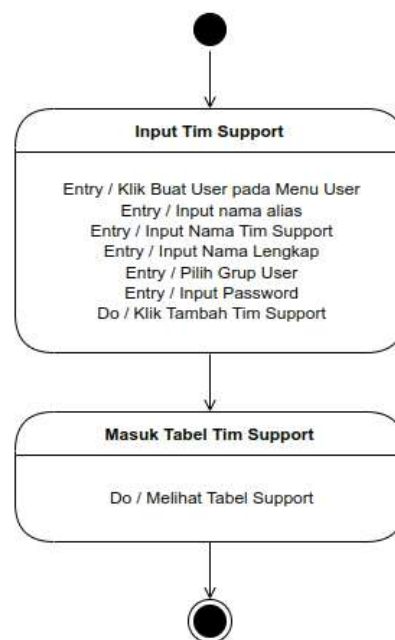 Input Tim Support
Entry / Klik Buat User pada Menu User
Entry / Input nama alias
Entry / Input Nama Tim Support
Entry / Input Nama Lengkap
Entry / Pilih Grup User
Entry / Input Password
Do / Klik Tambah Tim Support
Masuk Tabel Tim Support
Do / Melihat Tabel Support